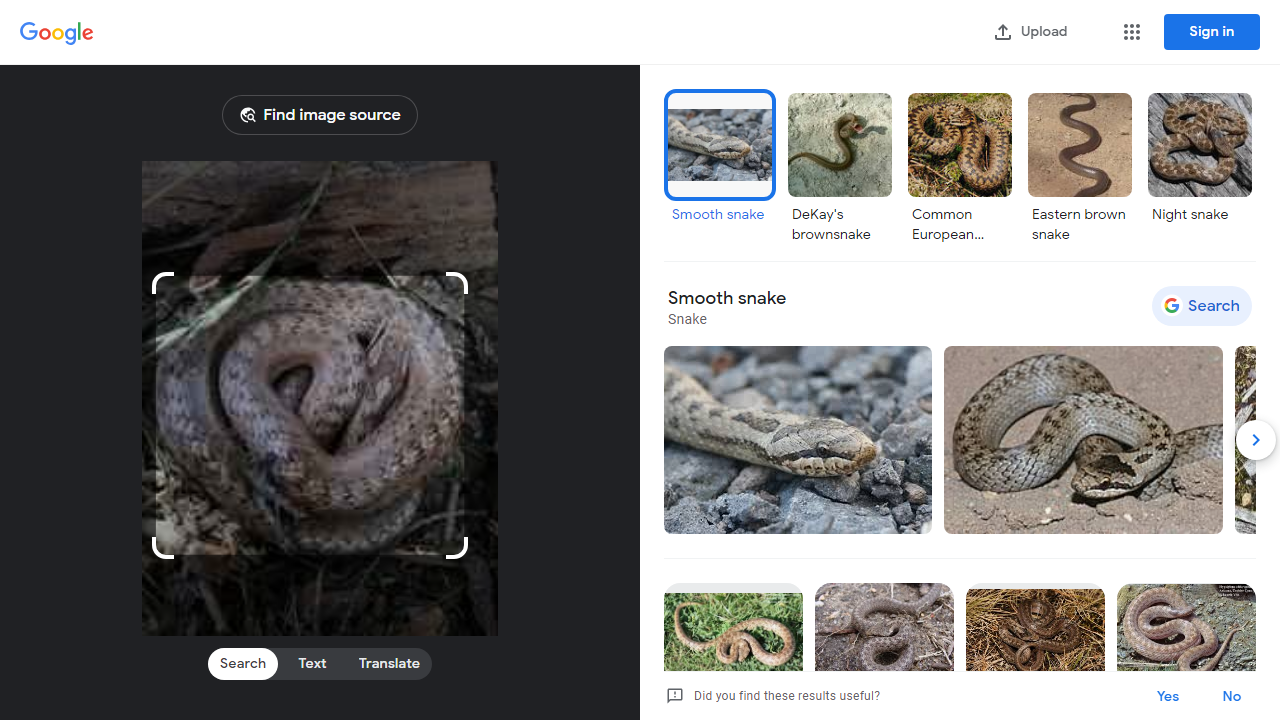 Google
Upload
Sign in
Find image source
Smooth snake
DeKay's
brownsnake
Common
European...
Eastern brown
snake
Night snake
Smooth snake
Snake
Search
Search
Text
Translate
Did you find these results useful?
Yes
No